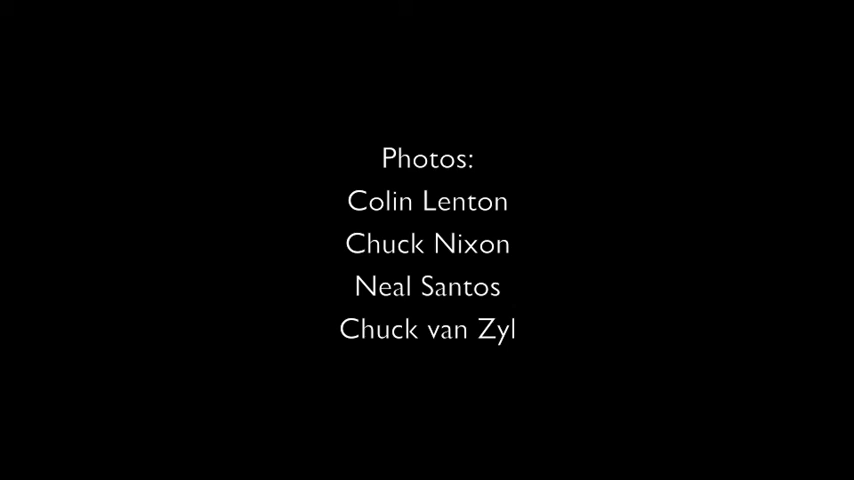 Photos:
Colin Lenton
Chuck Nixon
Neal Santos
Chuck van Zyl